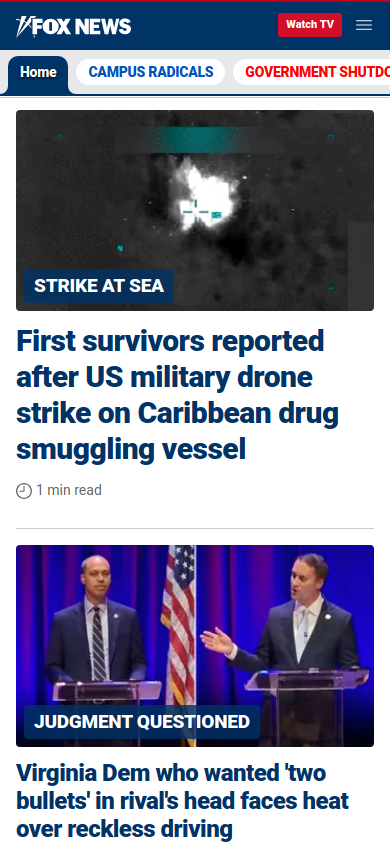 FOX NEWS
Watch TV
Home
CAMPUS RADICALS
GOVERNMENT SHUTDO
STRIKE AT SEA
First survivors reported
after US military drone
strike on Caribbean drug
smuggling vessel
1 min read
JUDGMENT QUESTIONED
Virginia Dem who wanted 'two
bullets' in rival's head faces heat
over reckless driving